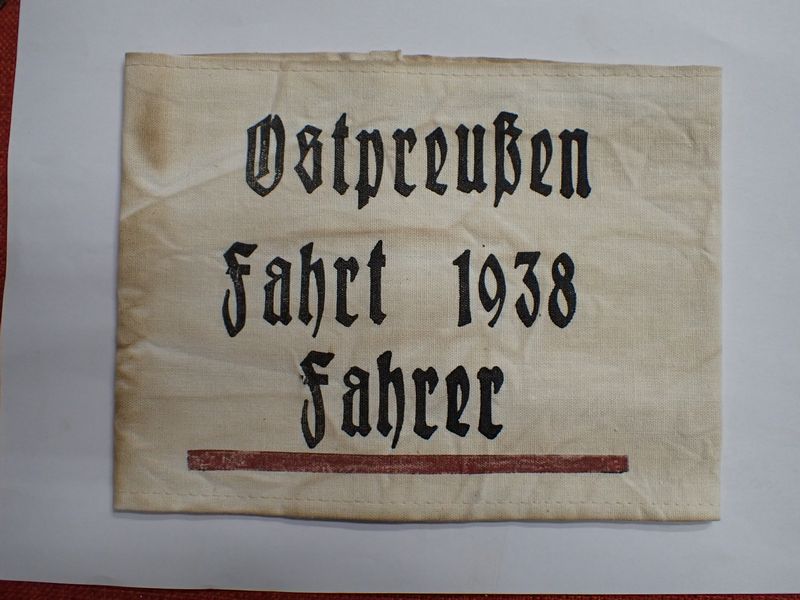 Ostpreußen
Fahrt 1938
Fahrer